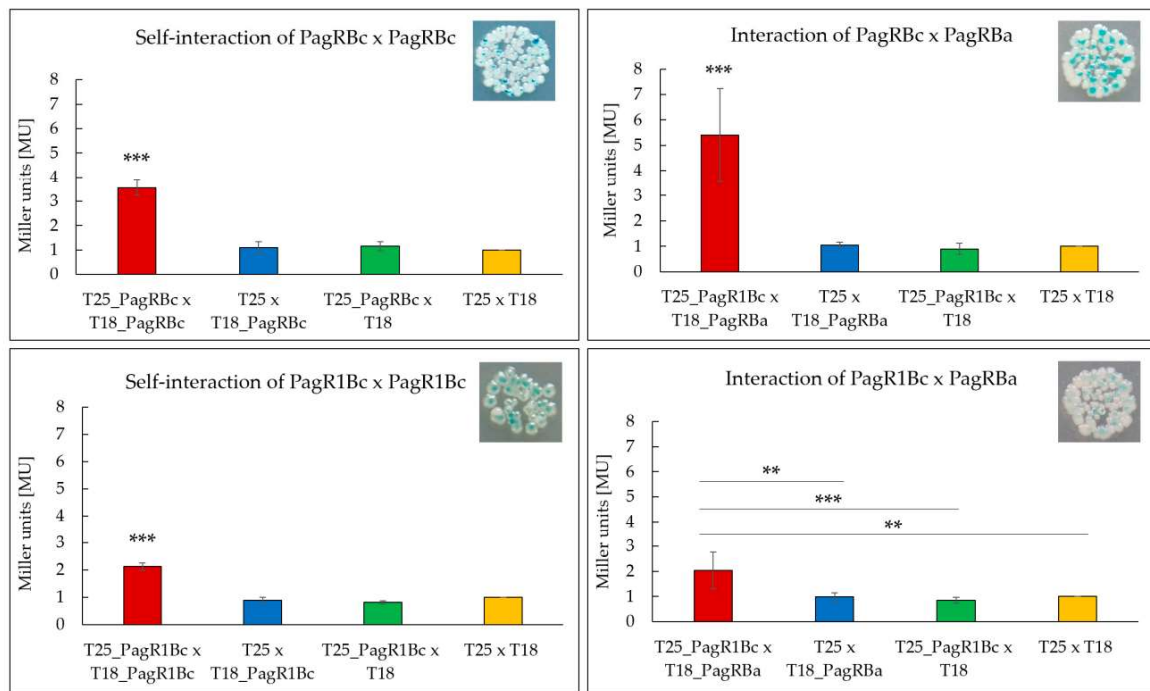 Self-interaction of PagRBc x PagRBc
***
Miller units [MU]
8
7
6
5
4
3
2
1
0
T25_PagRBc x
T18_PagRBc
T25 x
T18_PagRBc
T25_PagRBc x
T18
T25 x T18
Interaction of PagRBc x PagRBa
***
Miller units [MU]
8
7
6
5
4
3
2
1
0
T25_PagR1Bc x
T18_PagRBa
T25 x
T18_PagRBa
T25_PagR1Bc x
T18
T25 x T18
Self-interaction of PagR1Bc x PagR1Bc
***
Miller units [MU]
8
7
6
5
4
3
2
1
0
T25_PagR1Bc x
T18_PagR1Bc
T25 x
T18_PagR1Bc
T25_PagR1Bc x
T18
T25 x T18
Interaction of PagR1Bc x PagRBa
**
***
**
Miller units [MU]
8
7
6
5
4
3
2
1
0
T25_PagR1Bc x
T18_PagRBa
T25 x
T18_PagRBa
T25_PagR1Bc x
T18
T25 x T18